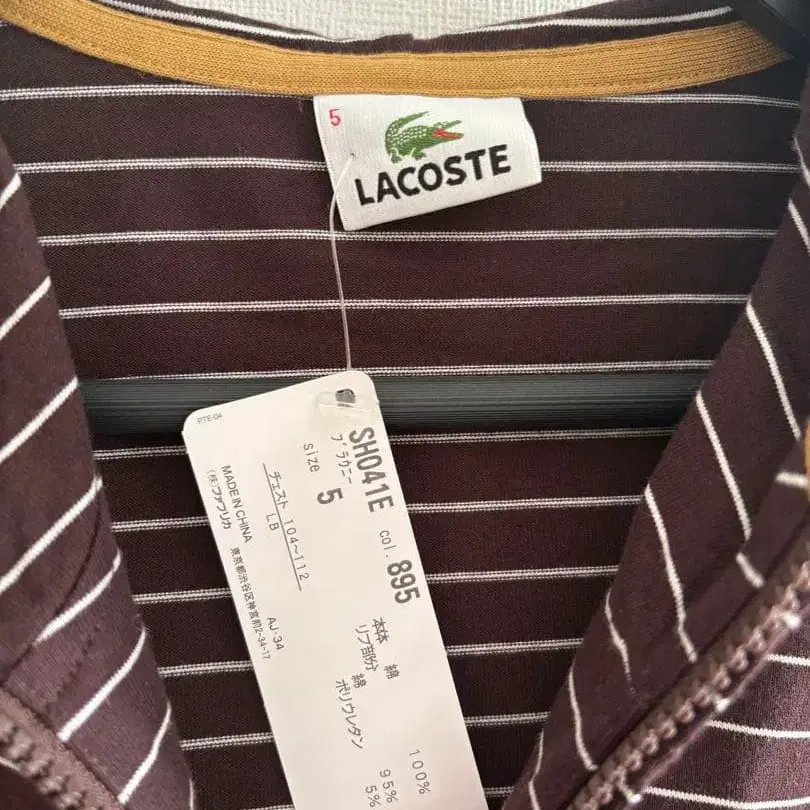 5
LACOSTE
PTE-04
SH041E col. 895
ブラウニー
size 5
チェスト 104~112
LB
MADE IN CHINA AJ-34
(株)ファブリカ 東京都渋谷区神宮前2-34-17
本体 綿 100%
リブ部分 綿 95%
ポリウレタン 5%